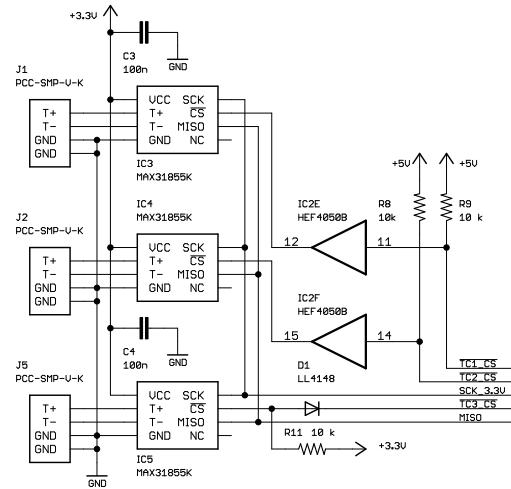 +3.3V
C3
100n
GND
J1
PCC-SMP-V-K
T+
T-
GND
GND
VCC SCK
T+ CS
T- MISO
GND NC
IC3
MAX31855K
J2
PCC-SMP-V-K
T+
T-
GND
GND
IC4
MAX31855K
VCC SCK
T+ CS
T- MISO
GND NC
C4
100n
GND
J5
PCC-SMP-V-K
T+
T-
GND
GND
VCC SCK
T+ CS
T- MISO
GND NC
IC5
MAX31855K
GND
+5V +5V
R8
10k
R9
10 k
IC2E
HEF4050B
12 11
IC2F
HEF4050B
15 14
D1
LL4148
TC1_CS
TC2_CS
SCK_3.3V
TC3_CS
MISO
R11 10 k
+3.3V